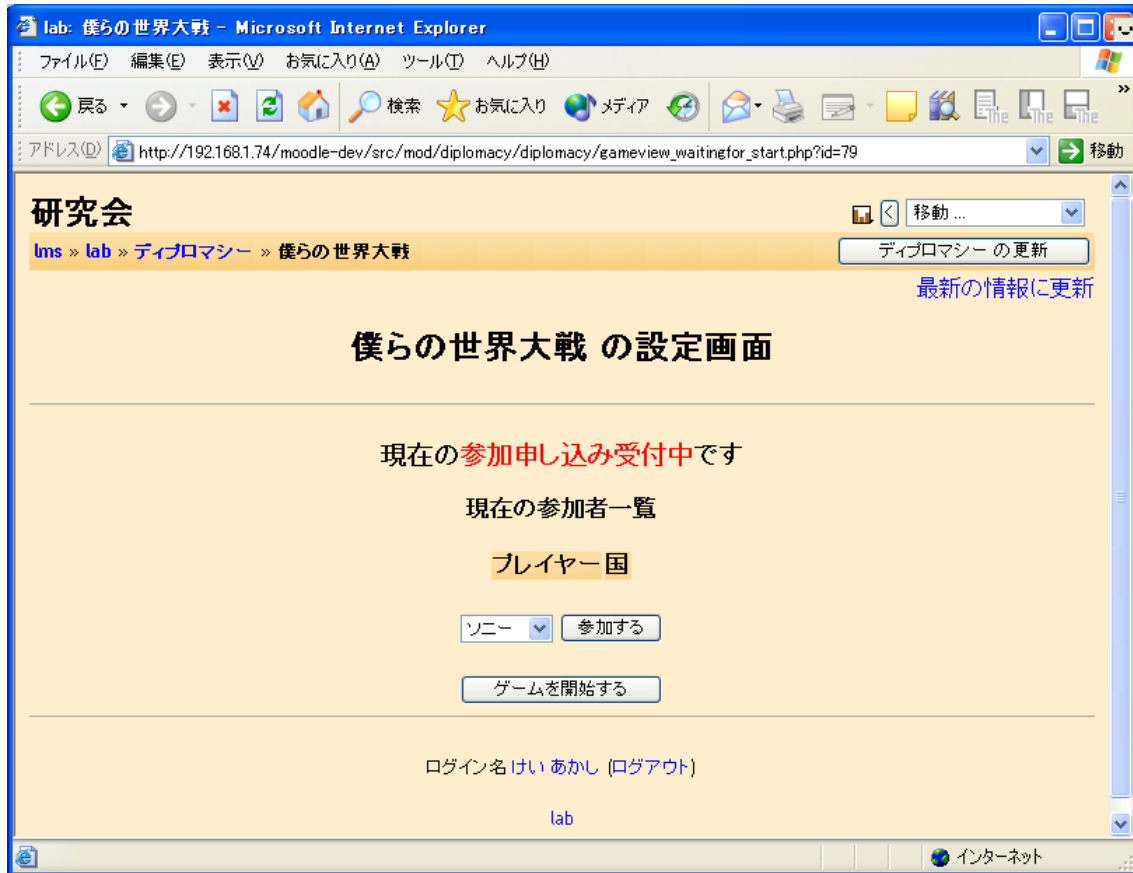 lab: 僕らの世界大戦 - Microsoft Internet Explorer
ファイル(F) 編集(E) 表示(V) お気に入り(A) ツール(T) ヘルプ(H)
戻る 検索 お気に入り メディア The The The »
アドレス(D) http://192.168.1.74/moodle-dev/src/mod/diplomacy/diplomacy/gameview_waitingfor_start.php?id=79 移動
研究会 < 移動 ...
lms » lab » ディプロマシー » 僕らの世界大戦 ディプロマシー の更新
最新の情報に更新
僕らの世界大戦 の設定画面
現在の参加申し込み受付中です
現在の参加者一覧
プレイヤー 国
ソニー 参加する
ゲームを開始する
ログイン名 けい あかし (ログアウト)
lab
インターネット